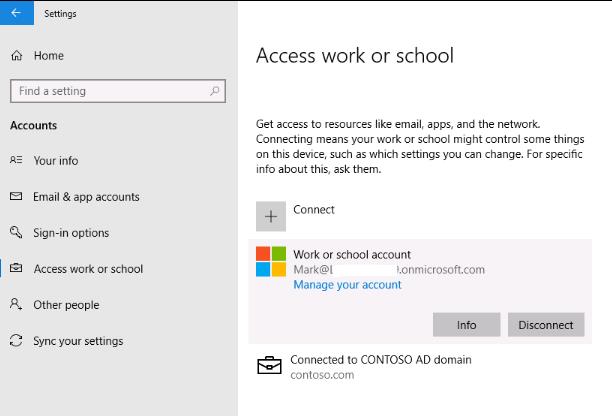 Settings
Home
Find a setting
Accounts
Your info
Email & app accounts
Sign-in options
Access work or school
Other people
Sync your settings
Access work or school
Get access to resources like email, apps, and the network.
Connecting means your work or school might control some things
on this device, such as which settings you can change. For specific
info about this, ask them.
Connect
Work or school account
Mark@ .onmicrosoft.com
Manage your account
Info
Disconnect
Connected to CONTOSO AD domain
contoso.com